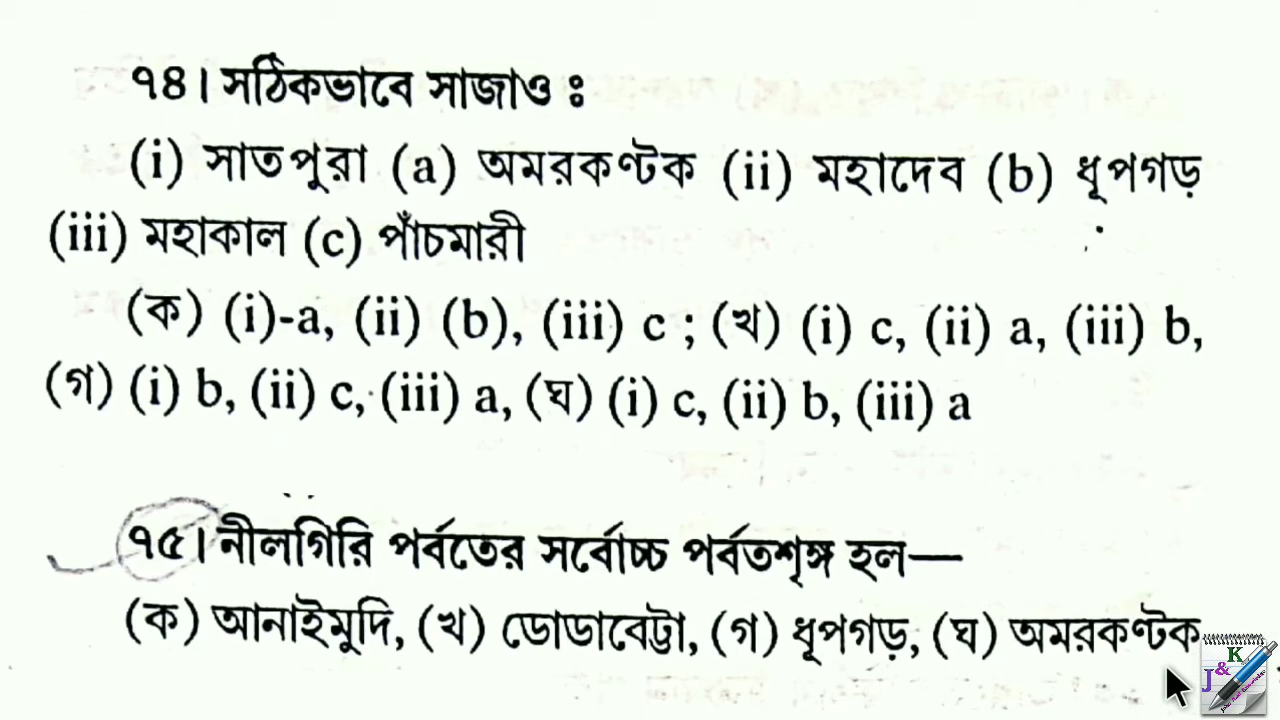 ৭৪। সঠিকভাবে সাজাও ঃ
(i) সাতপুরা (a) অমরকণ্টক (ii) মহাদেব (b) ধূপগড়
(iii) মহাকাল (c) পাঁচমারী
(ক) (i)-a, (ii) (b), (iii) c ; (খ) (i) c, (ii) a, (iii) b,
(গ) (i) b, (ii) c, (iii) a, (ঘ) (i) c, (ii) b, (iii) a
৭৫। নীলগিরি পর্বতের সর্বোচ্চ পর্বতশৃঙ্গ হল—
(ক) আনাইমুদি, (খ) ডোডাবেট্টা, (গ) ধূপগড়, (ঘ) অমরকণ্টক
J&K